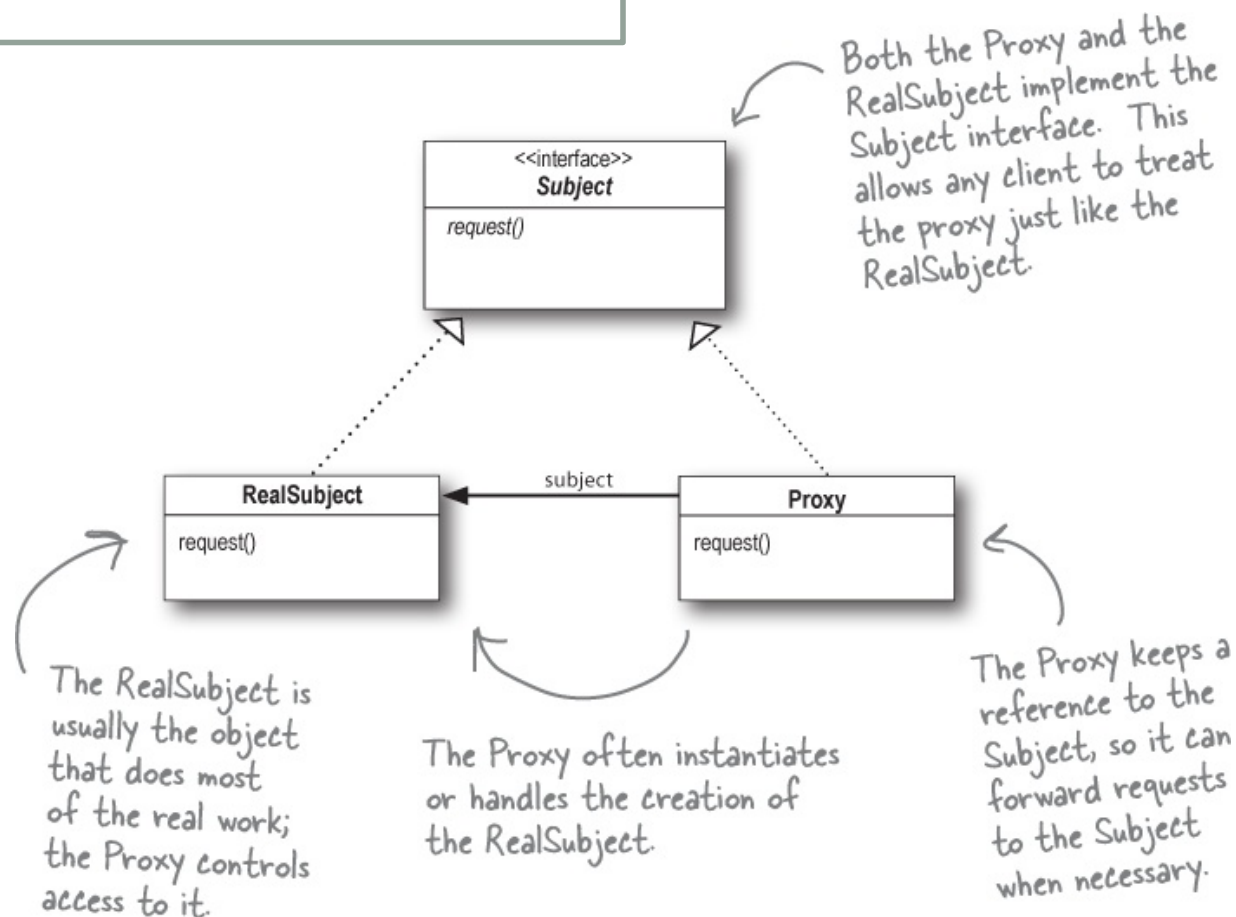 Both the Proxy and the
RealSubject implement the
Subject interface. This
allows any client to treat
the proxy just like the
RealSubject.
<<interface>>
Subject
request()
RealSubject
request()
subject
Proxy
request()
The RealSubject is
usually the object
that does most
of the real work;
the Proxy controls
access to it.
The Proxy often instantiates
or handles the creation of
the RealSubject.
The Proxy keeps a
reference to the
Subject, so it can
forward requests
to the Subject
when necessary.